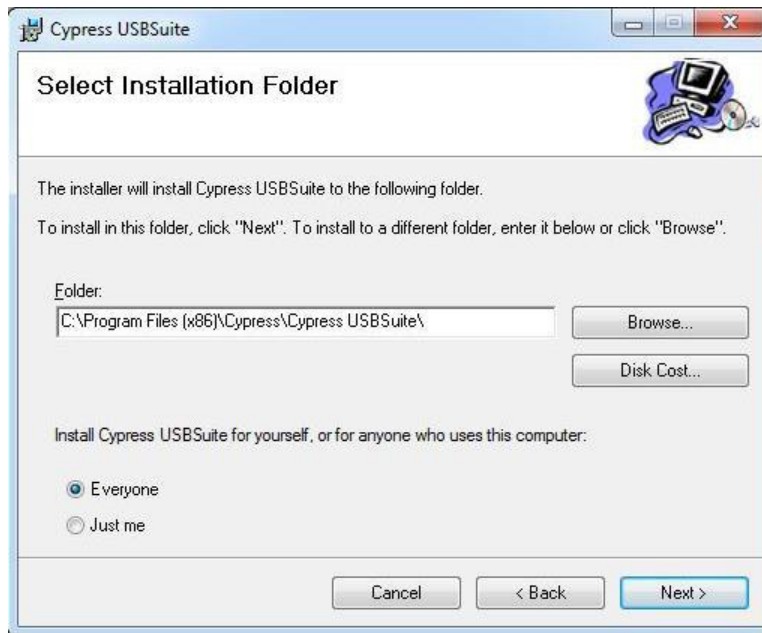 Cypress USBSuite
Select Installation Folder
The installer will install Cypress USBSuite to the following folder.
To install in this folder, click "Next". To install to a different folder, enter it below or click "Browse".
Folder:
C:\Program Files (x86)\Cypress\Cypress USBSuite\
Browse...
Disk Cost...
Install Cypress USBSuite for yourself, or for anyone who uses this computer:
Everyone
Just me
Cancel
< Back
Next >